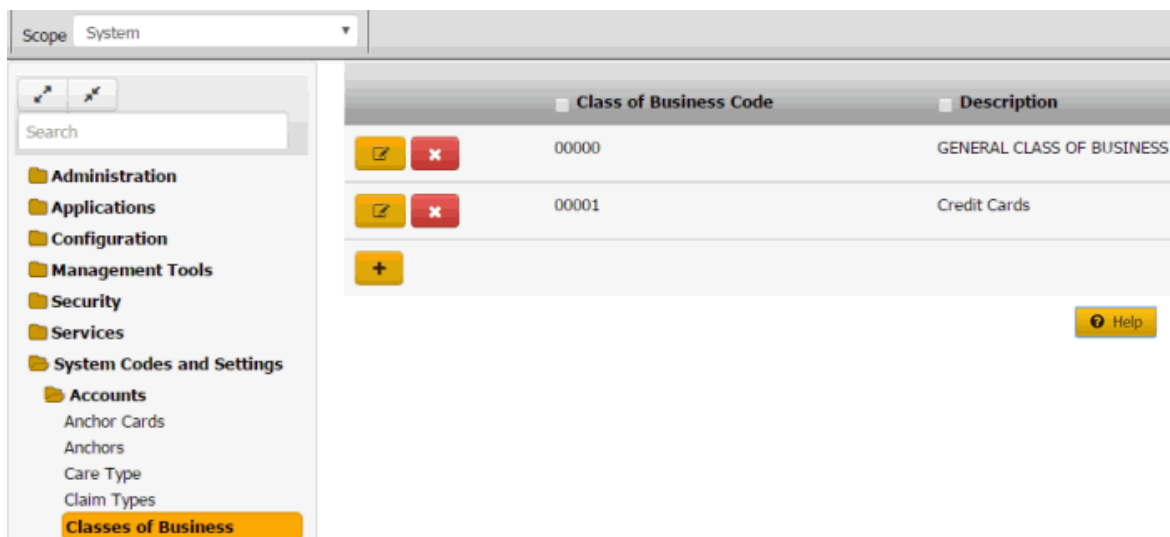 Scope System
Search
Administration
Applications
Configuration
Management Tools
Security
Services
System Codes and Settings
Accounts
Anchor Cards
Anchors
Care Type
Claim Types
Classes of Business
Class of Business Code Description
00000 GENERAL CLASS OF BUSINESS
00001 Credit Cards
Help